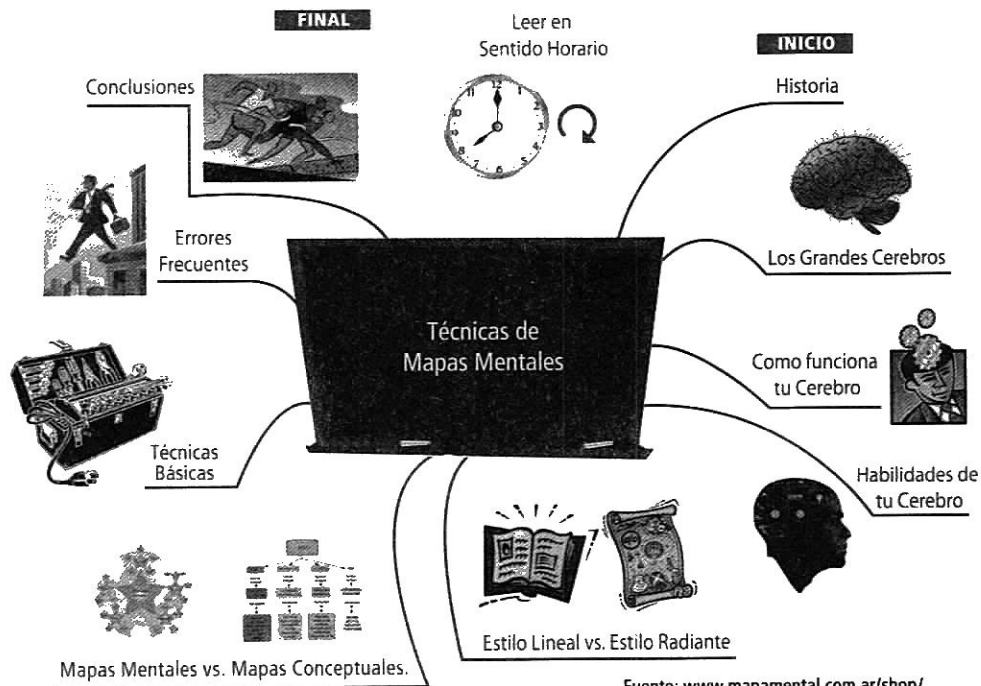 FINAL
Leer en
Sentido Horario
INICIO
Historia
Los Grandes Cerebros
Como funciona
tu Cerebro
Habilidades de
tu Cerebro
Estilo Lineal vs. Estilo Radiante
Mapas Mentales vs. Mapas Conceptuales.
Técnicas
Básicas
Errores
Frecuentes
Conclusiones
Técnicas de
Mapas Mentales
Fuente: www.mapamental.com.ar/shop/